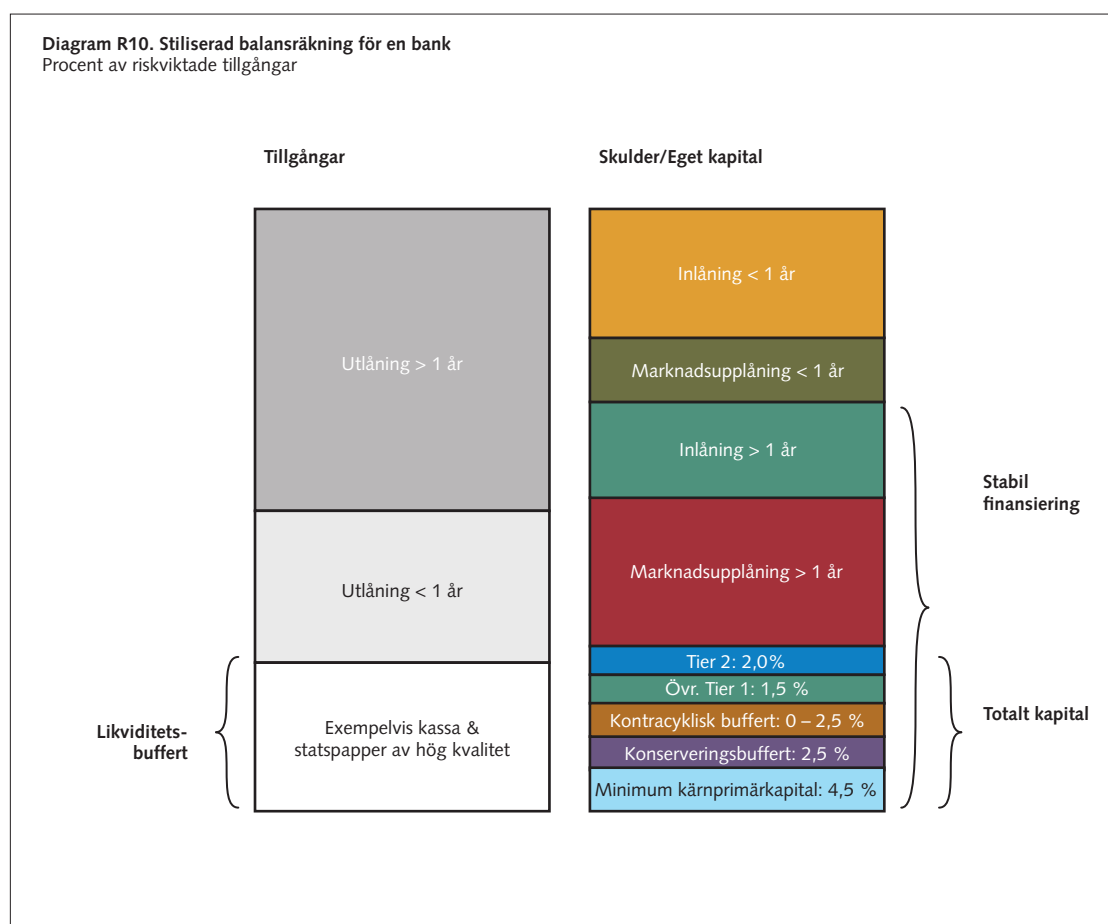 Diagram R10. Stiliserad balansräkning för en bank
Procent av riskviktade tillgångar
Tillgångar
Skulder/Eget kapital
Utlåning > 1 år
Utlåning < 1 år
Likviditets-
buffert
Exempelvis kassa &
statspapper av hög kvalitet
Inlåning < 1 år
Marknadsupplåning < 1 år
Inlåning > 1 år
Marknadsupplåning > 1 år
Tier 2: 2,0%
Övr. Tier 1: 1,5 %
Kontracyklisk buffert: 0 – 2,5 %
Konserveringsbuffert: 2,5 %
Minimum kärnprimärkapital: 4,5 %
Stabil
finansiering
Totalt kapital